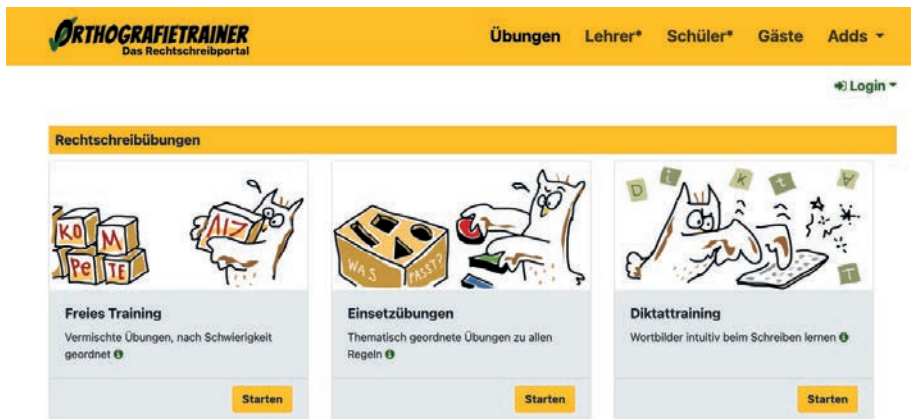 ORTHOGRAFIETRAINER
Das Rechtschreibportal
Übungen Lehrer* Schüler* Gäste Adds
Login
Rechtschreibübungen
KO M
Pe TE
NIZ
WAS PASST?
D i k t A
T
Freies Training
Vermischte Übungen, nach Schwierigkeit
geordnet
Starten
Einsetzübungen
Thematisch geordnete Übungen zu allen
Regeln
Starten
Diktattraining
Wortbilder intuitiv beim Schreiben lernen
Starten